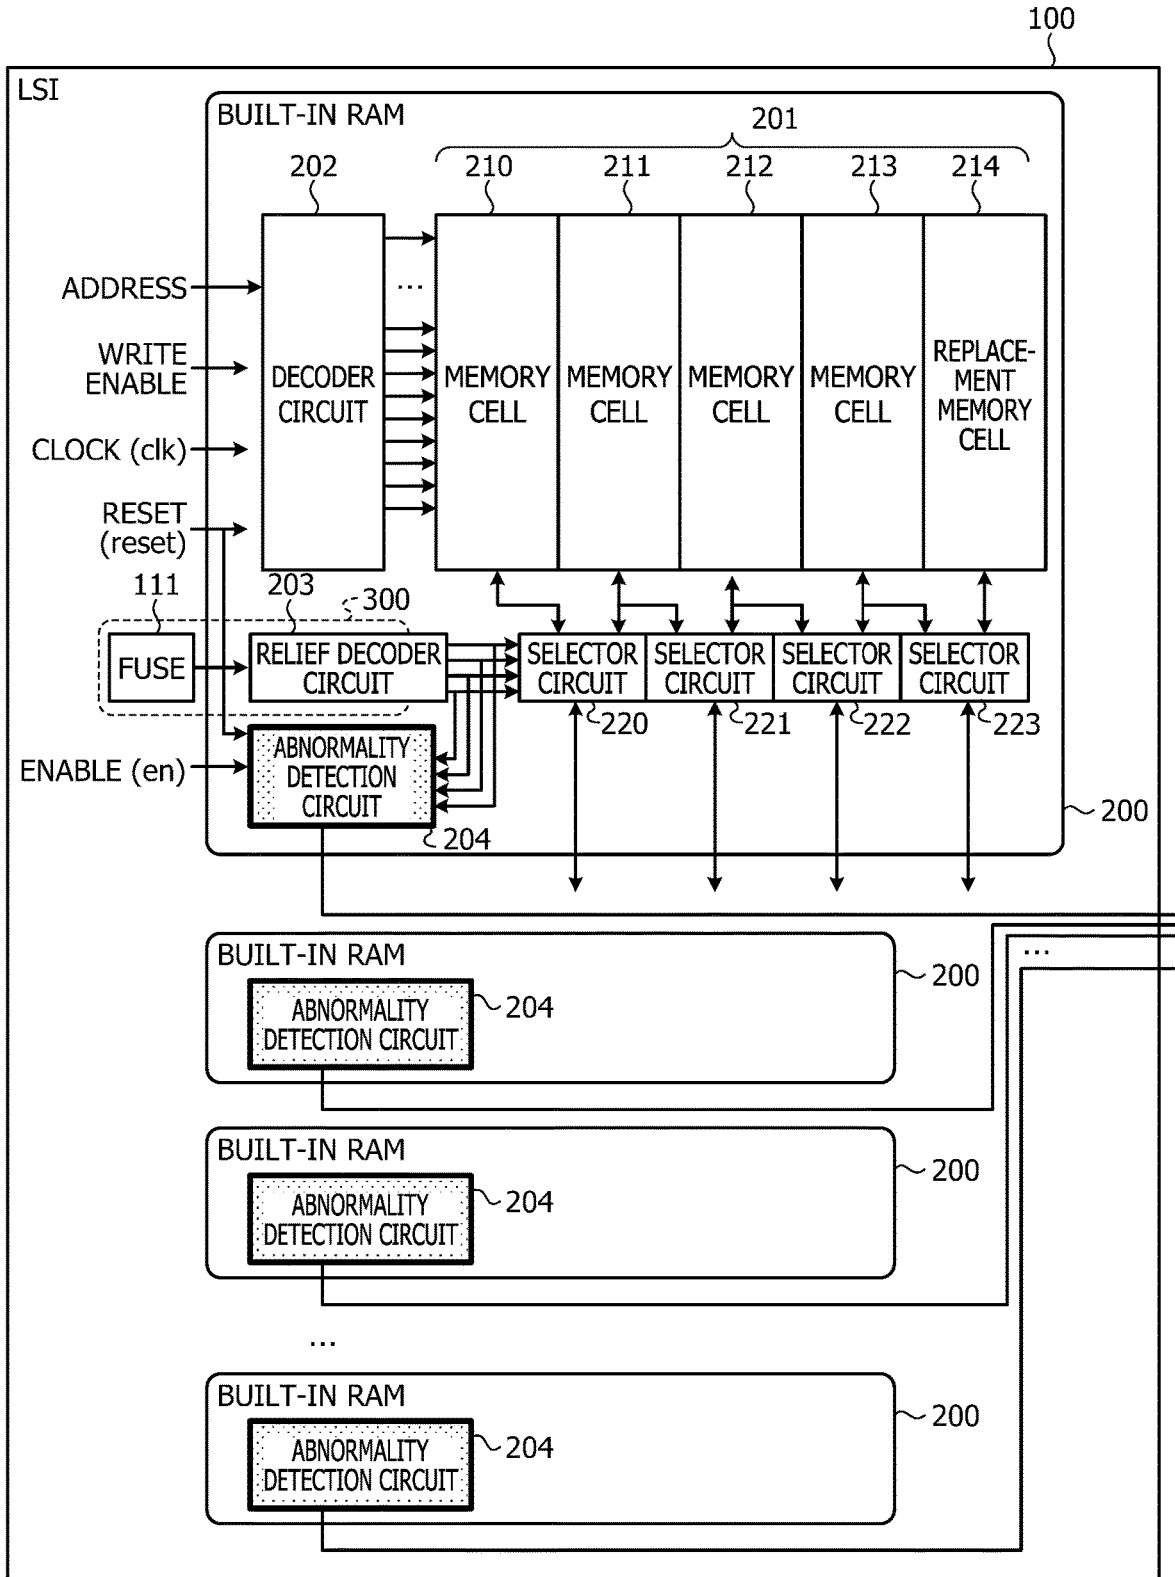 100
LSI
BUILT-IN RAM
201
202
210
211
212
213
214
ADDRESS
WRITE
ENABLE
CLOCK (clk)
RESET
(reset)
DECODER
CIRCUIT
...
MEMORY
CELL
MEMORY
CELL
MEMORY
CELL
MEMORY
CELL
REPLACE-
MENT
MEMORY
CELL
111
203
300
FUSE
RELIEF DECODER
CIRCUIT
SELECTOR
CIRCUIT
SELECTOR
CIRCUIT
SELECTOR
CIRCUIT
SELECTOR
CIRCUIT
220
221
222
223
ENABLE (en)
ABNORMALITY
DETECTION
CIRCUIT
204
200
BUILT-IN RAM
ABNORMALITY
DETECTION CIRCUIT
204
200
...
BUILT-IN RAM
ABNORMALITY
DETECTION CIRCUIT
204
200
...
BUILT-IN RAM
ABNORMALITY
DETECTION CIRCUIT
204
200